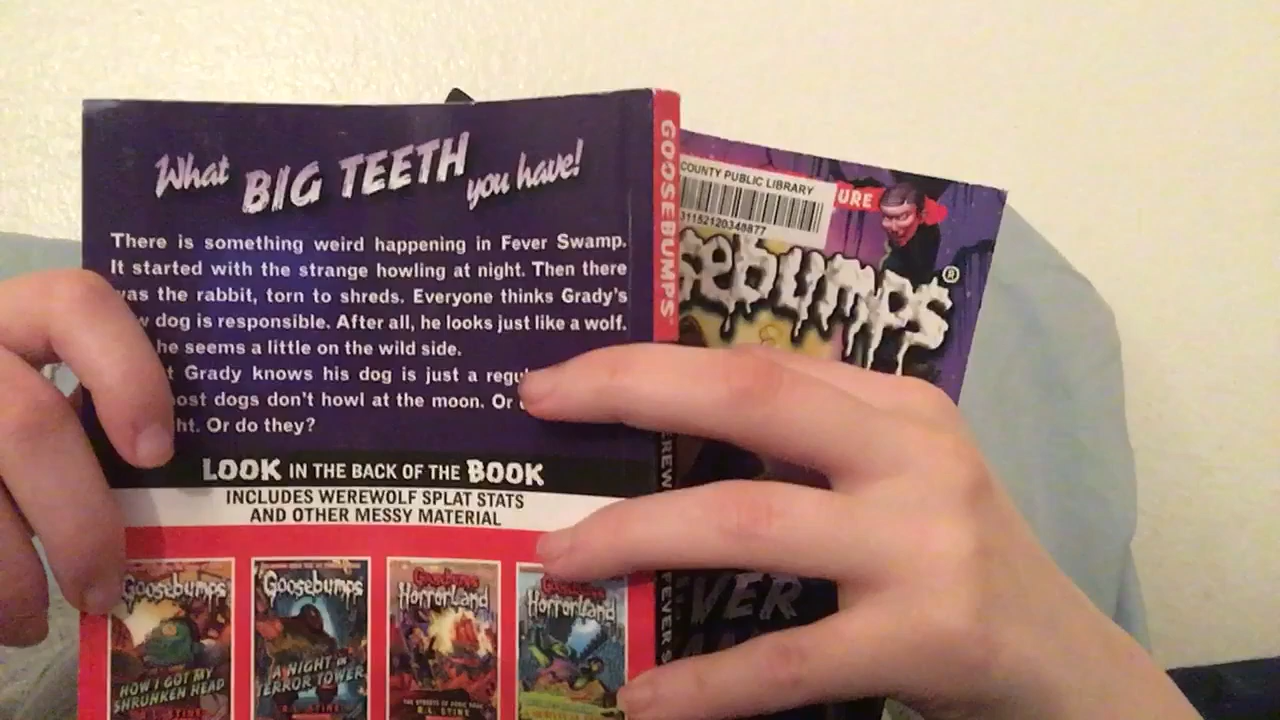 What BIG TEETH you have!
There is something weird happening in Fever Swamp.
It started with the strange howling at night. Then there
was the rabbit, torn to shreds. Everyone thinks Grady's
dog is responsible. After all, he looks just like a wolf.
he seems a little on the wild side.
Grady knows his dog is just a
dogs don't howl at the moon. Or
Or do they?
LOOK IN THE BACK OF THE BOOK
INCLUDES WEREWOLF SPLAT STATS
AND OTHER MESSY MATERIAL
Goosebumps
HOW I GOT MY
SHRUNKEN HEAD
R.L. STINE
Goosebumps
A NIGHT IN
TERROR TOWER
R.L. STINE
Goosebumps
HorrorLand
R.L. STINE
Goosebumps
HorrorLand
GOOSEBUMPS
FEVER
COUNTY PUBLIC LIBRARY
31152120348877
URE
sebumps®
VER